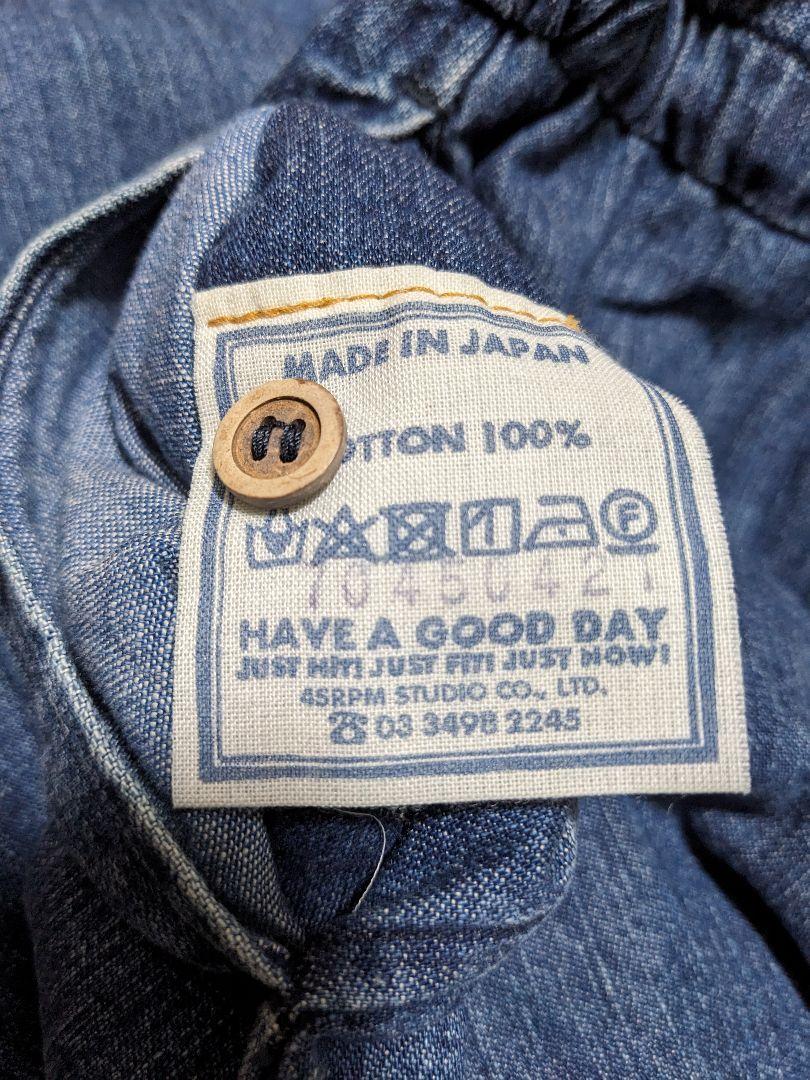 MADE IN JAPAN
COTTON 100%
F
HAVE A GOOD DAY
JUST HIT! JUST FIT! JUST NOW!
45RPM STUDIO CO., LTD.
☎ 03 3498 2245